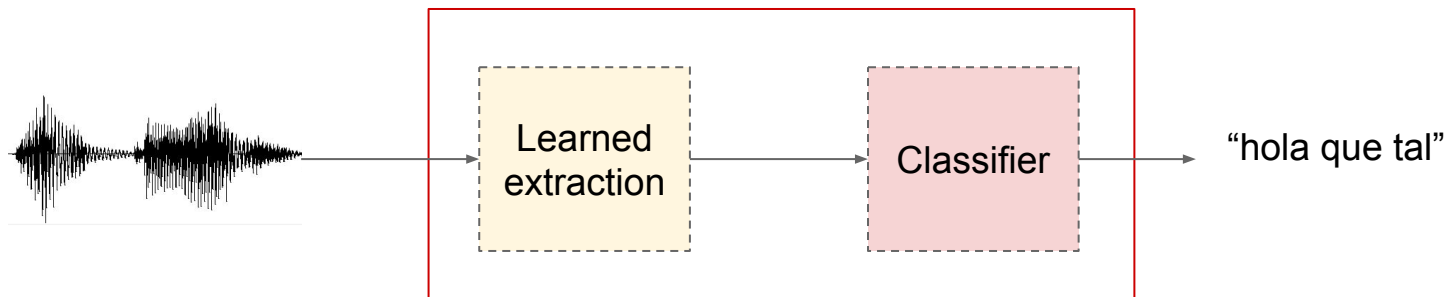 Learned
extraction
Classifier
“hola que tal”